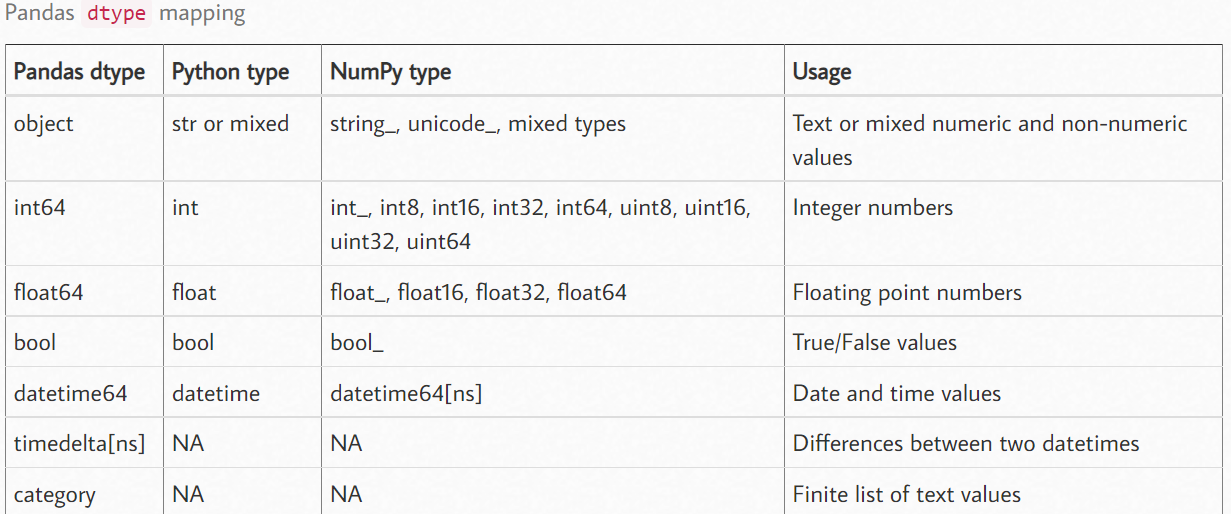 Pandas dtype mapping
Pandas dtype Python type NumPy type Usage
object str or mixed string_, unicode_, mixed types Text or mixed numeric and non-numeric
values
int64 int int_, int8, int16, int32, int64, uint8, uint16, Integer numbers
uint32, uint64
float64 float float_, float16, float32, float64 Floating point numbers
bool bool bool_ True/False values
datetime64 datetime datetime64[ns] Date and time values
timedelta[ns] NA NA Differences between two datetimes
category NA NA Finite list of text values